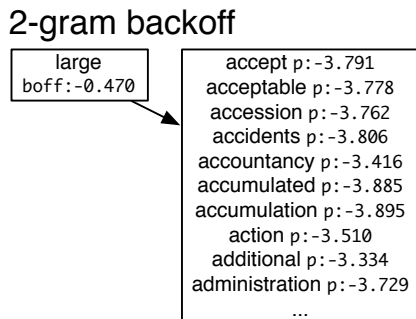 2-gram backoff
large
boff:-0.470
accept p:-3.791
acceptable p:-3.778
accession p:-3.762
accidents p:-3.806
accountancy p:-3.416
accumulated p:-3.885
accumulation p:-3.895
action p:-3.510
additional p:-3.334
administration p:-3.729
...